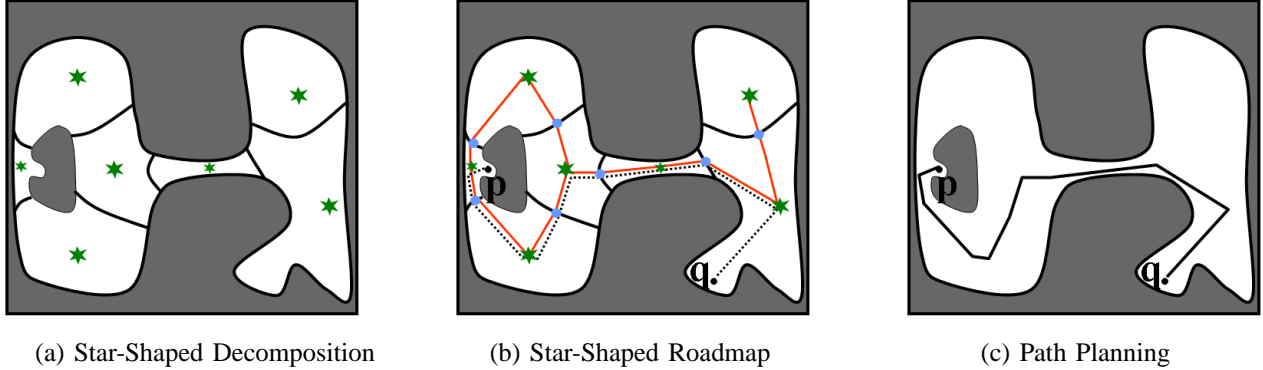 p
q
p
q
(a) Star-Shaped Decomposition
(b) Star-Shaped Roadmap
(c) Path Planning